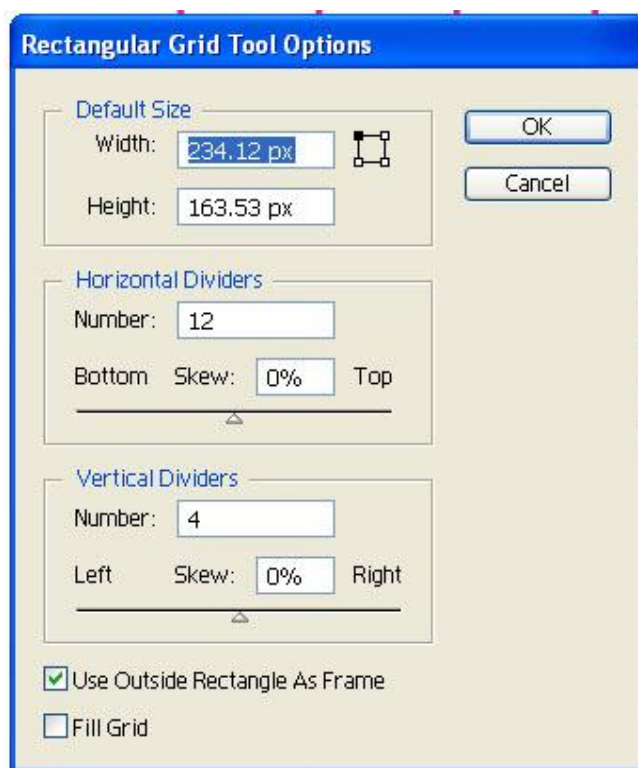 Rectangular Grid Tool Options
Default Size
Width: 234.12 px
Height: 163.53 px
OK
Cancel
Horizontal Dividers
Number: 12
Bottom Skew: 0% Top
Vertical Dividers
Number: 4
Left Skew: 0% Right
Use Outside Rectangle As Frame
Fill Grid